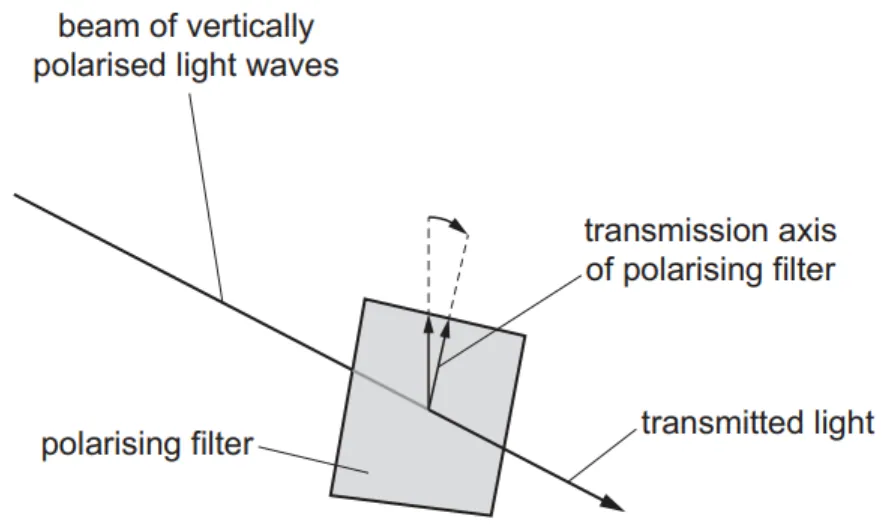 beam of vertically
polarised light waves
transmission axis
of polarising filter
transmitted light
polarising filter